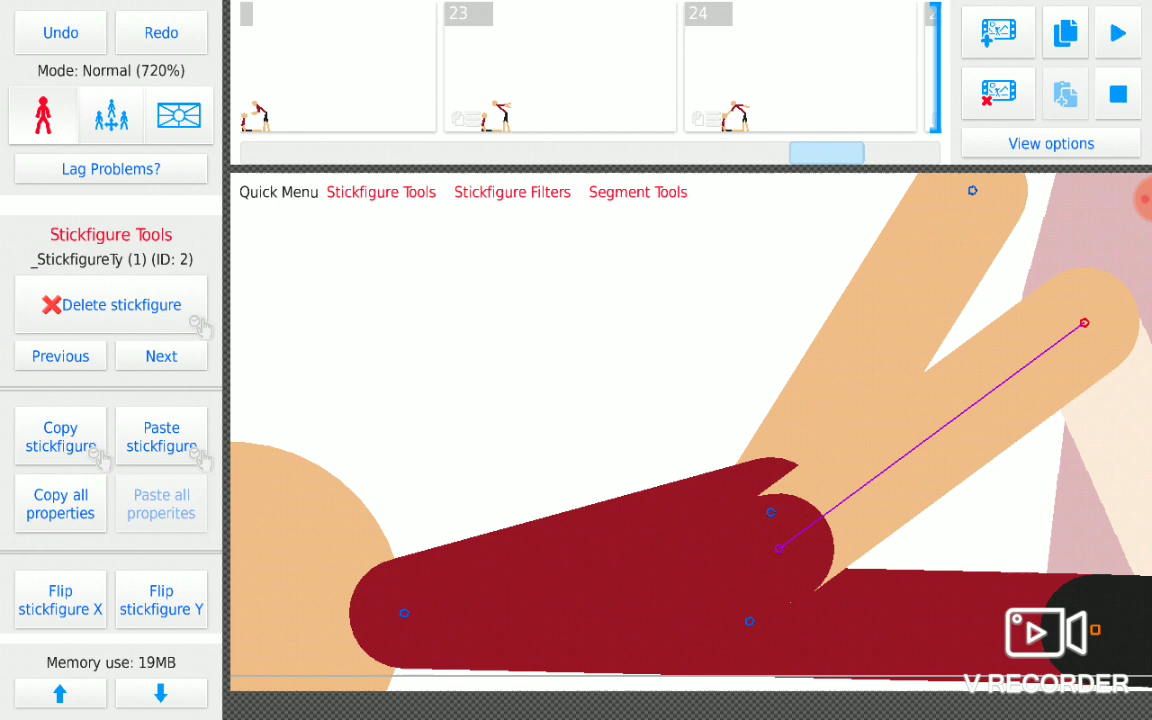 Undo
Redo
Mode: Normal (720%)
Lag Problems?
Stickfigure Tools
_StickfigureTy (1) (ID: 2)
Delete stickfigure
Previous
Next
Copy
stickfigure
Paste
stickfigure
Copy all
properties
Paste all
properites
Flip
stickfigure X
Flip
stickfigure Y
Memory use: 19MB
23
24
2
View options
Quick Menu Stickfigure Tools Stickfigure Filters Segment Tools
V RECORDER